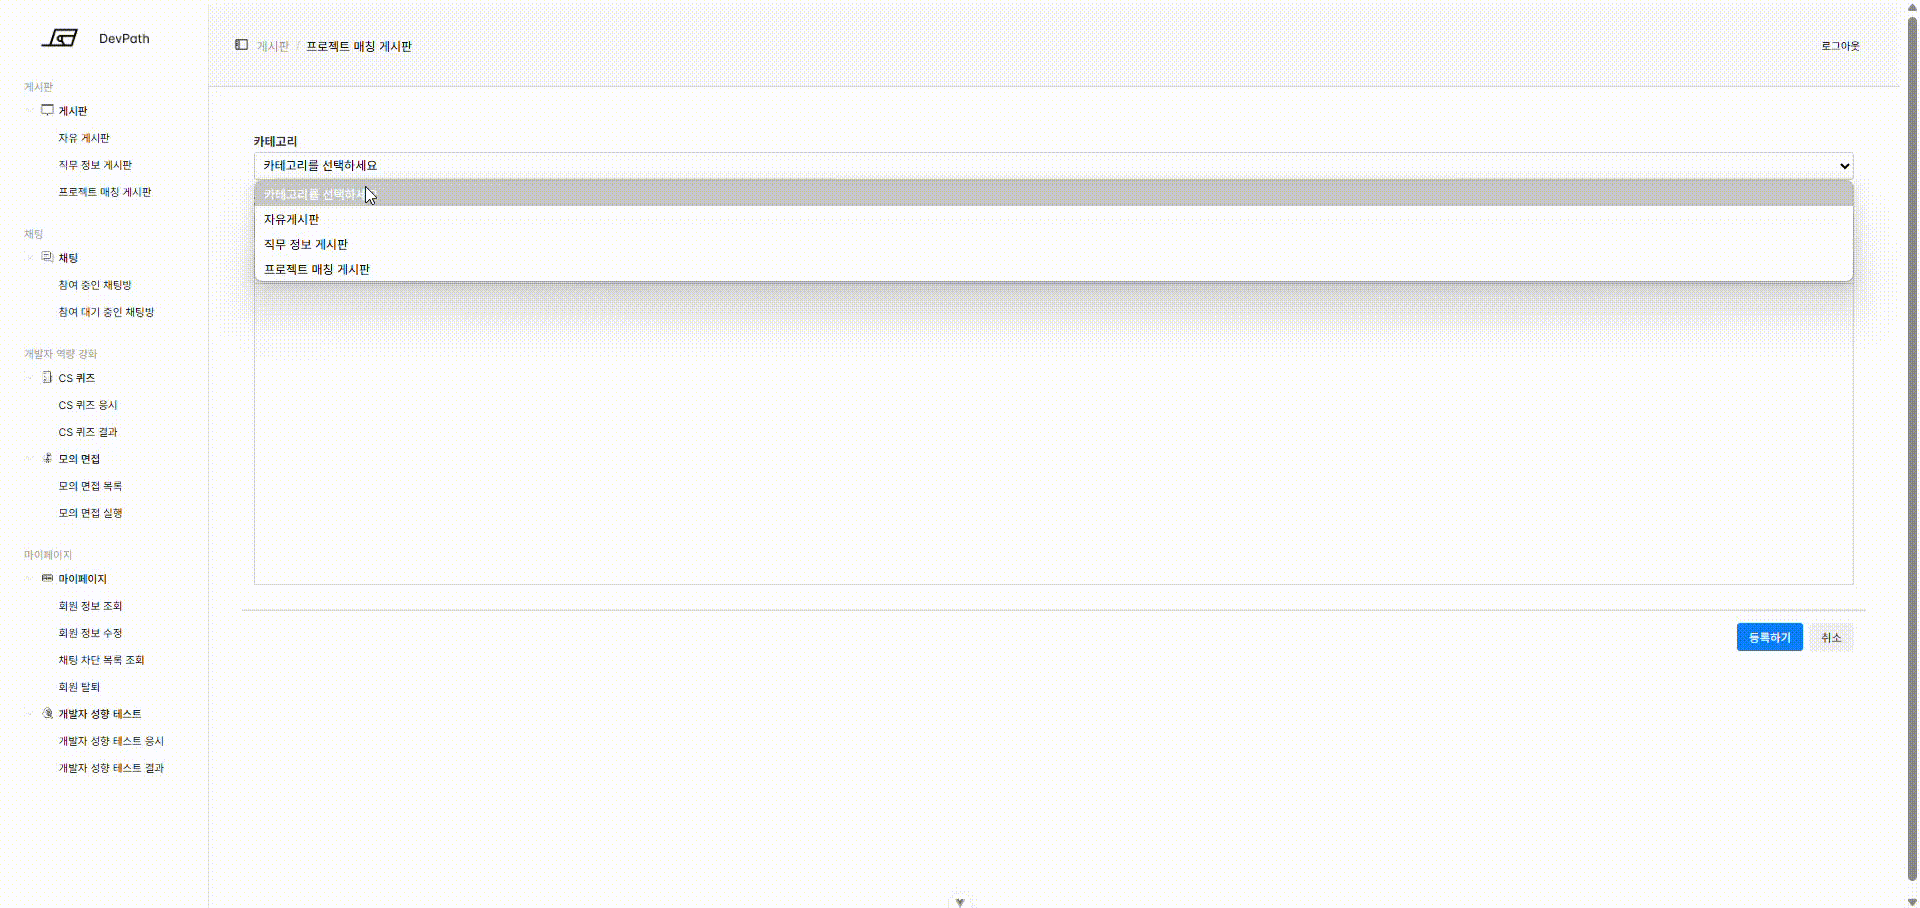 DevPath
게시판
게시판
자유 게시판
직무 정보 게시판
프로젝트 매칭 게시판
채팅
채팅
참여 중인 채팅방
참여 대기 중인 채팅방
개발자 역량 강화
CS 퀴즈
CS 퀴즈 응시
CS 퀴즈 결과
모의 면접
모의 면접 목록
모의 면접 실행
마이페이지
마이페이지
회원 정보 조회
회원 정보 수정
채팅 차단 목록 조회
회원 탈퇴
개발자 성향 테스트
개발자 성향 테스트 응시
개발자 성향 테스트 결과
게시판 / 프로젝트 매칭 게시판
로그아웃
카테고리
카테고리를 선택하세요
카테고리를 선택하세
자유게시판
직무 정보 게시판
프로젝트 매칭 게시판
등록하기
취소